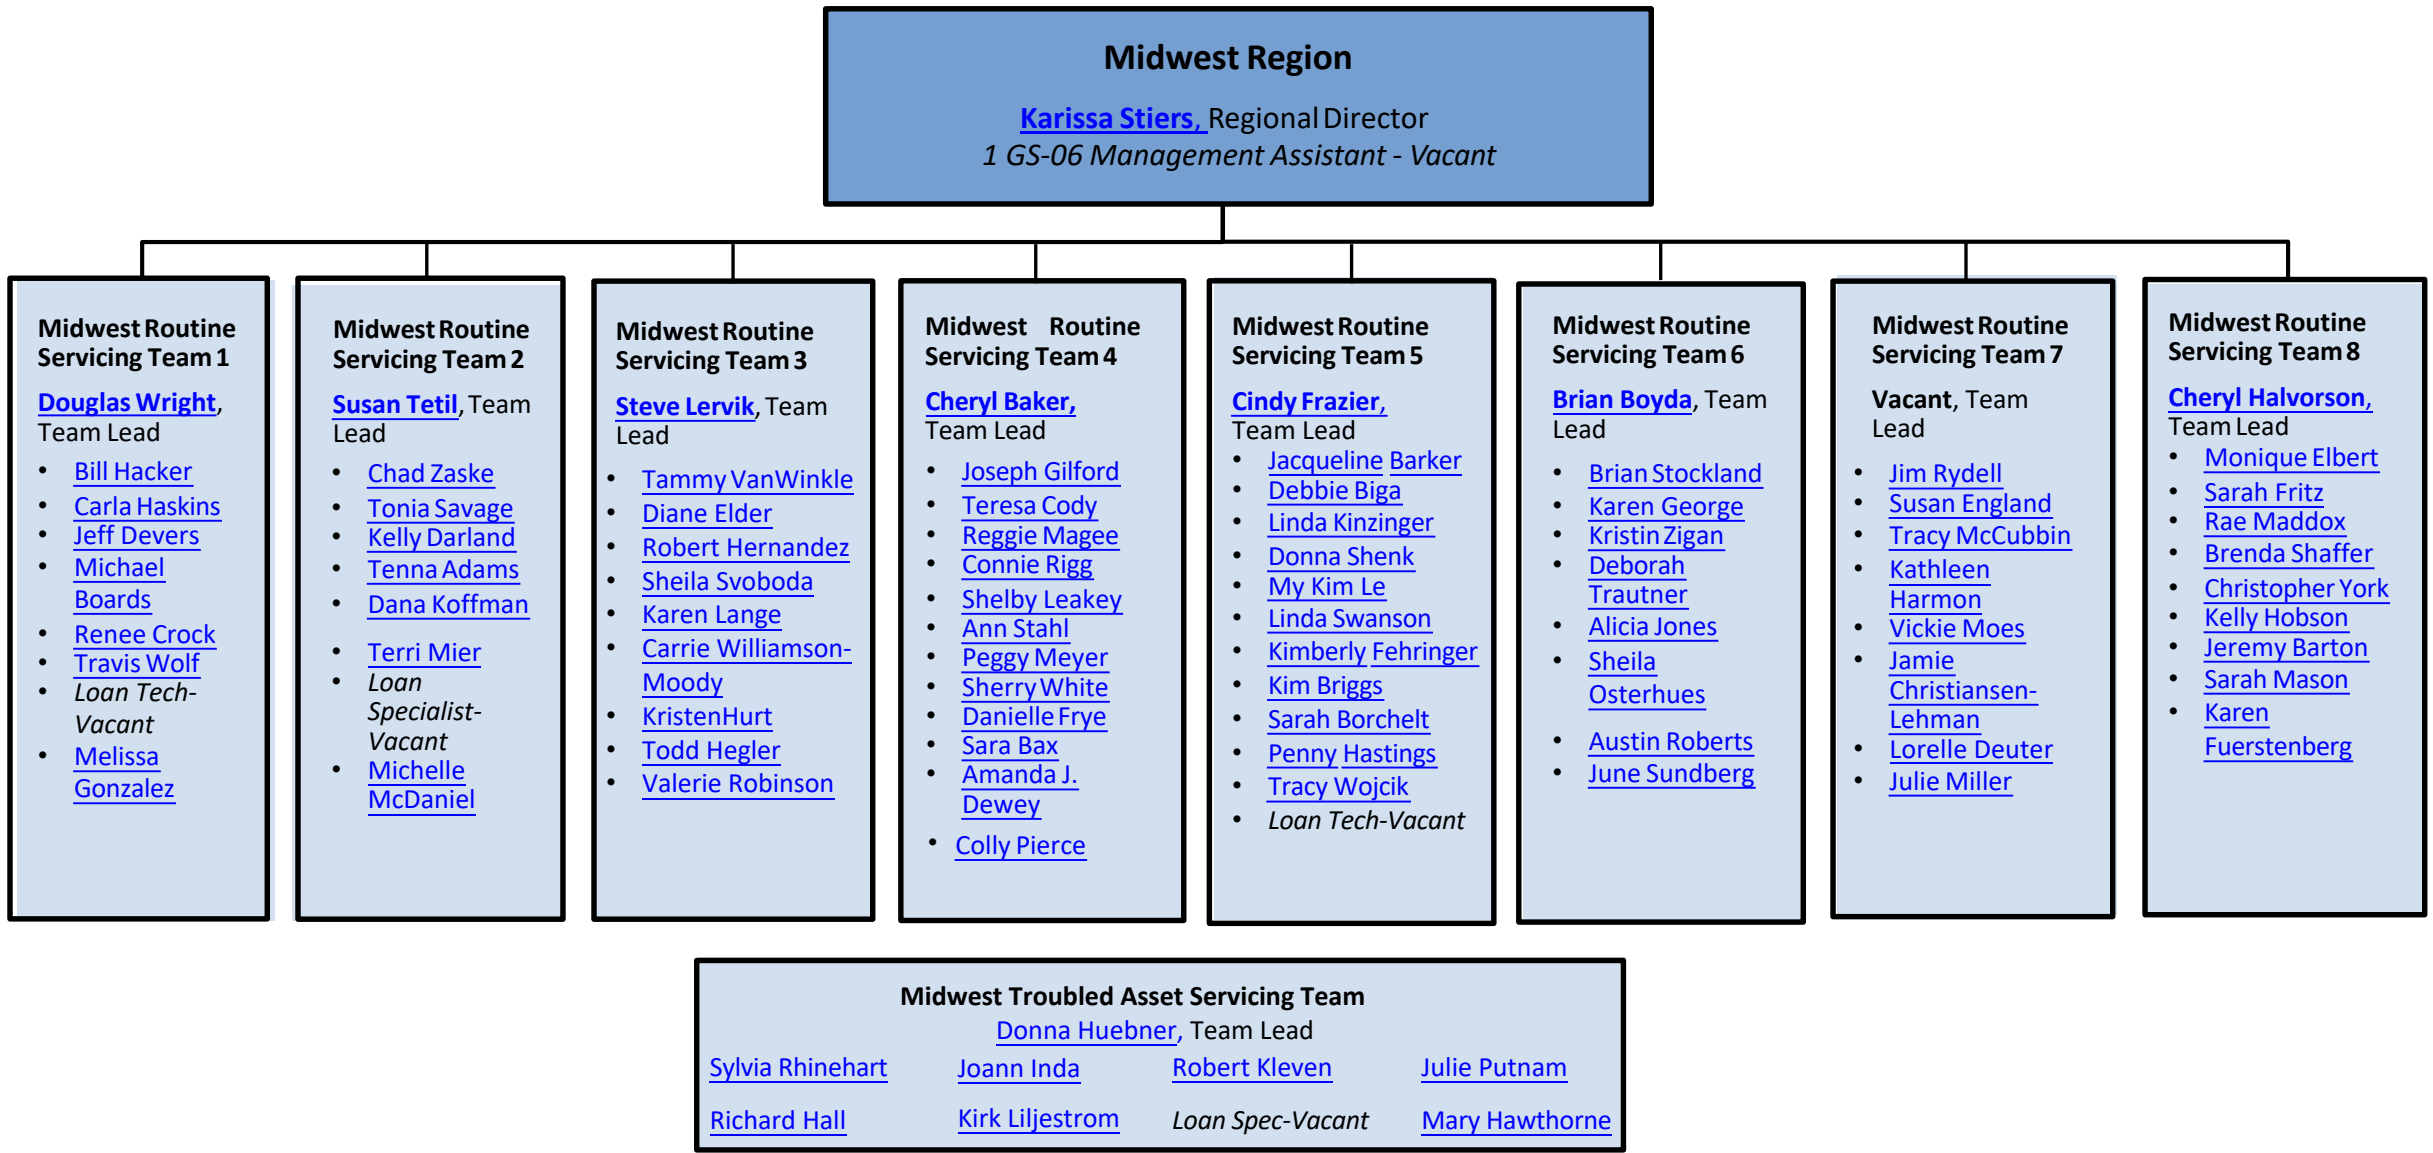 Midwest Region
Karissa Stiers, Regional Director
1 GS-06 Management Assistant - Vacant
Midwest Routine
Servicing Team 1
Douglas Wright,
Team Lead
• Bill Hacker
• Carla Haskins
• Jeff Devers
• Michael
Boards
• Renee Crock
• Travis Wolf
• Loan Tech-
Vacant
• Melissa
Gonzalez
Midwest Routine
Servicing Team 2
Susan Tetil, Team
Lead
• Chad Zaske
• Tonia Savage
• Kelly Darland
• Tenna Adams
• Dana Koffman
• Terri Mier
• Loan
Specialist-
Vacant
• Michelle
McDaniel
Midwest Routine
Servicing Team 3
Steve Lervik, Team
Lead
• Tammy VanWinkle
• Diane Elder
• Robert Hernandez
• Sheila Svoboda
• Karen Lange
• Carrie Williamson-
Moody
• KristenHurt
• Todd Hegler
• Valerie Robinson
Midwest Routine
Servicing Team 4
Cheryl Baker,
Team Lead
• Joseph Gilford
• Teresa Cody
• Reggie Magee
• Connie Rigg
• Shelby Leakey
• Ann Stahl
• Peggy Meyer
• Sherry White
• Danielle Frye
• Sara Bax
• Amanda J.
Dewey
• Colly Pierce
Midwest Routine
Servicing Team 5
Cindy Frazier,
Team Lead
• Jacqueline Barker
• Debbie Biga
• Linda Kinzinger
• Donna Shenk
• My Kim Le
• Linda Swanson
• Kimberly Fehringer
• Kim Briggs
• Sarah Borchelt
• Penny Hastings
• Tracy Wojcik
• Loan Tech-Vacant
Midwest Routine
Servicing Team 6
Brian Boyda, Team
Lead
• Brian Stockland
• Karen George
• Kristin Zigan
• Deborah
Trautner
• Alicia Jones
• Sheila
Osterhues
• Austin Roberts
• June Sundberg
Midwest Routine
Servicing Team 7
Vacant, Team
Lead
• Jim Rydell
• Susan England
• Tracy McCubbin
• Kathleen
Harmon
• Vickie Moes
• Jamie
Christiansen-
Lehman
• Lorelle Deuter
• Julie Miller
Midwest Routine
Servicing Team 8
Cheryl Halvorson,
Team Lead
• Monique Elbert
• Sarah Fritz
• Rae Maddox
• Brenda Shaffer
• Christopher York
• Kelly Hobson
• Jeremy Barton
• Sarah Mason
• Karen
Fuerstenberg
Midwest Troubled Asset Servicing Team
Donna Huebner, Team Lead
Sylvia Rhinehart Joann Inda Robert Kleven Julie Putnam
Richard Hall Kirk Liljestrom Loan Spec-Vacant Mary Hawthorne